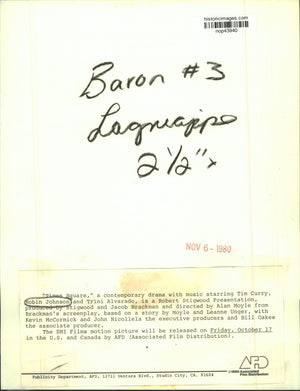 historicimages.com
nop43940
Baron #3
Lagniappe
2 1/2" x
NOV 6 - 1980
"Times Square," a contemporary drama with music starring Tim Curry,
Robin Johnson and Trini Alvarado, is a Robert Stigwood Presentation,
produced by Stigwood and Jacob Brackman and directed by Alan Moyle from
Brackman's screenplay, based on a story by Moyle and Leanne Unger, with
Kevin McCormick and John Nicolella the executive producers and Bill Oakes
the associate producer.
The EMI Films motion picture will be released on Friday, October 17
in the U.S. and Canada by AFD (Associated Film Distribution).
AFD
Associated
Film Distribution
Publicity Department, AFD, 12711 Ventura Blvd., Studio City, CA 91604